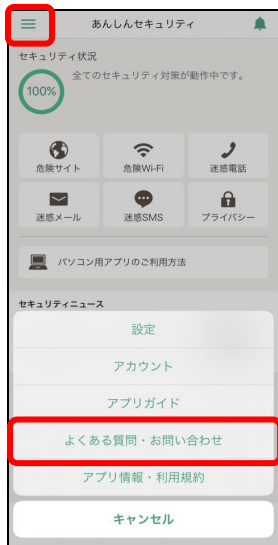 あんしんセキュリティ
セキュリティ状況
全てのセキュリティ対策が動作中です。
100%
危険サイト
危険Wi-Fi
迷惑電話
迷惑メール
迷惑SMS
プライバシー
パソコン用アプリのご利用方法
セキュリティニュース
設定
アカウント
アプリガイド
よくある質問・お問い合わせ
アプリ情報・利用規約
キャンセル